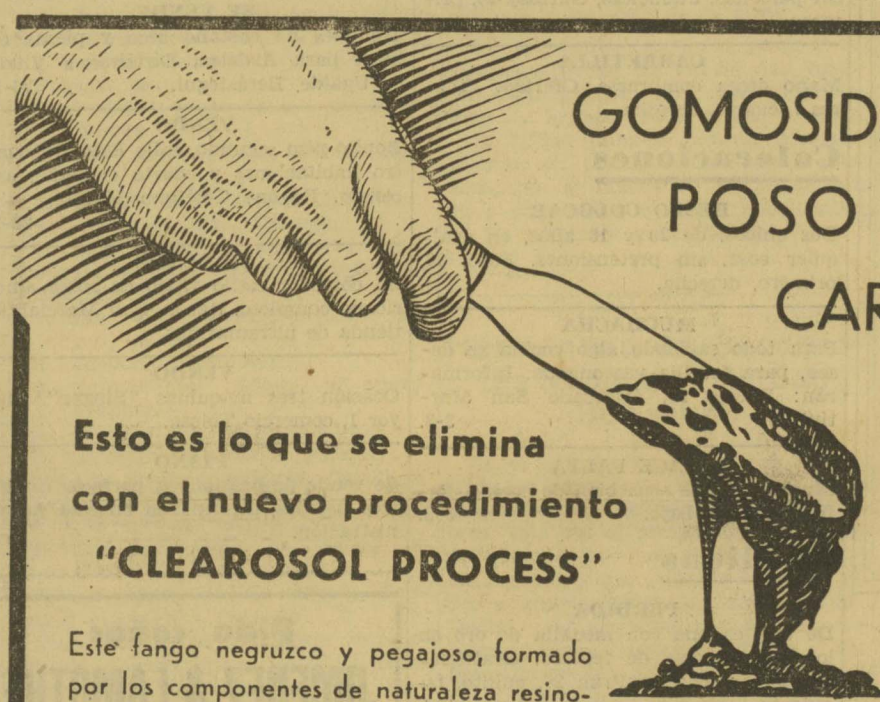 GOMOSID
POSO
CAR
Esto es lo que se elimina
con el nuevo procedimiento
"CLEAROSOL PROCESS"
Este fango negruzco y pegajoso, formado
por los componentes de naturaleza resino-